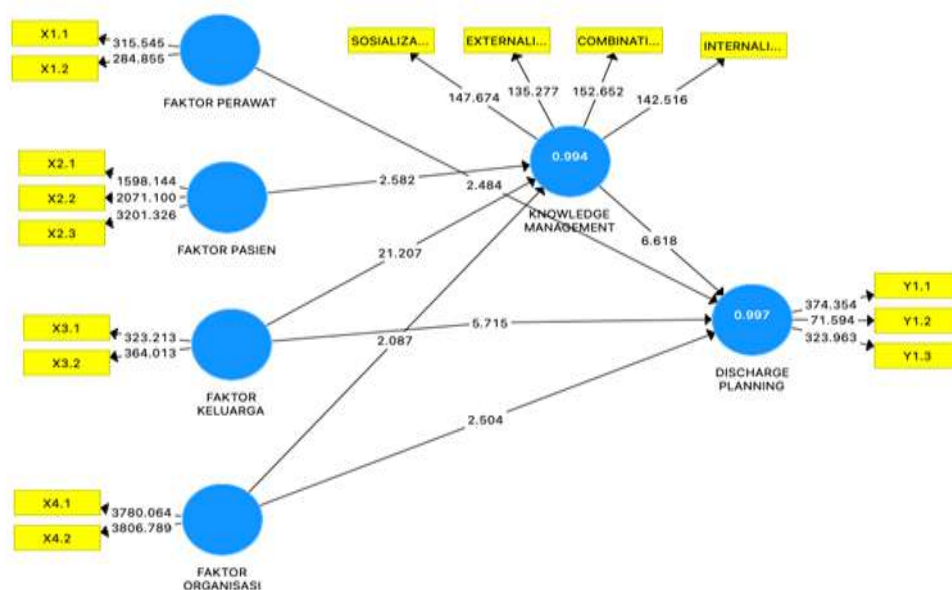 X1.1
315.545
284.855
X1.2
FAKTOR PERAWAT
SOSIALIZA...
EXTERNALI...
COMBINATI...
INTERNALI...
147.674
135.277
152.652
142.516
0.994
KNOWLEDGE
MANAGEMENT
X2.1
1598.144
X2.2
2071.100
3201.326
X2.3
FAKTOR PASIEN
2.582
2.484
21.207
6.618
X3.1
323.213
364.013
X3.2
FAKTOR
KELUARGA
5.715
2.087
0.997
DISCHARGE
PLANNING
374.354
71.594
323.963
Y1.1
Y1.2
Y1.3
2.504
X4.1
3780.064
3806.789
X4.2
FAKTOR
ORGANISASI